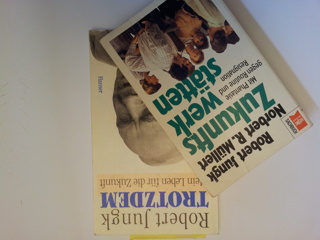 Robert Jungk
Norbert R. Müllert
Zukunfts
werk
stätten
Mit Phantasie
gegen Routine und
Resignation
Robert Jungk
TROTZDEM
Mein Leben für die Zukunft
Hanser